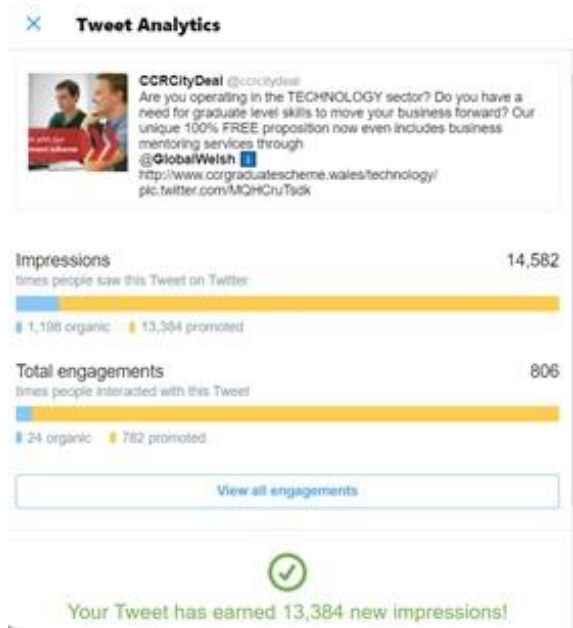 Tweet Analytics
CCRCityDeal @ccrcitydeal
Are you operating in the TECHNOLOGY sector? Do you have a
need for graduate level skills to move your business forward? Our
unique 100% FREE proposition now even includes business
mentoring services through
@GlobalWelsh
http://www.ccrgraduatescheme.wales/technology/
pic.twitter.com/MQHCruTsdk
Impressions 14,582
times people saw this Tweet on Twitter
1,198 organic 13,384 promoted
Total engagements 806
times people interacted with this Tweet
24 organic 782 promoted
View all engagements
Your Tweet has earned 13,384 new impressions!